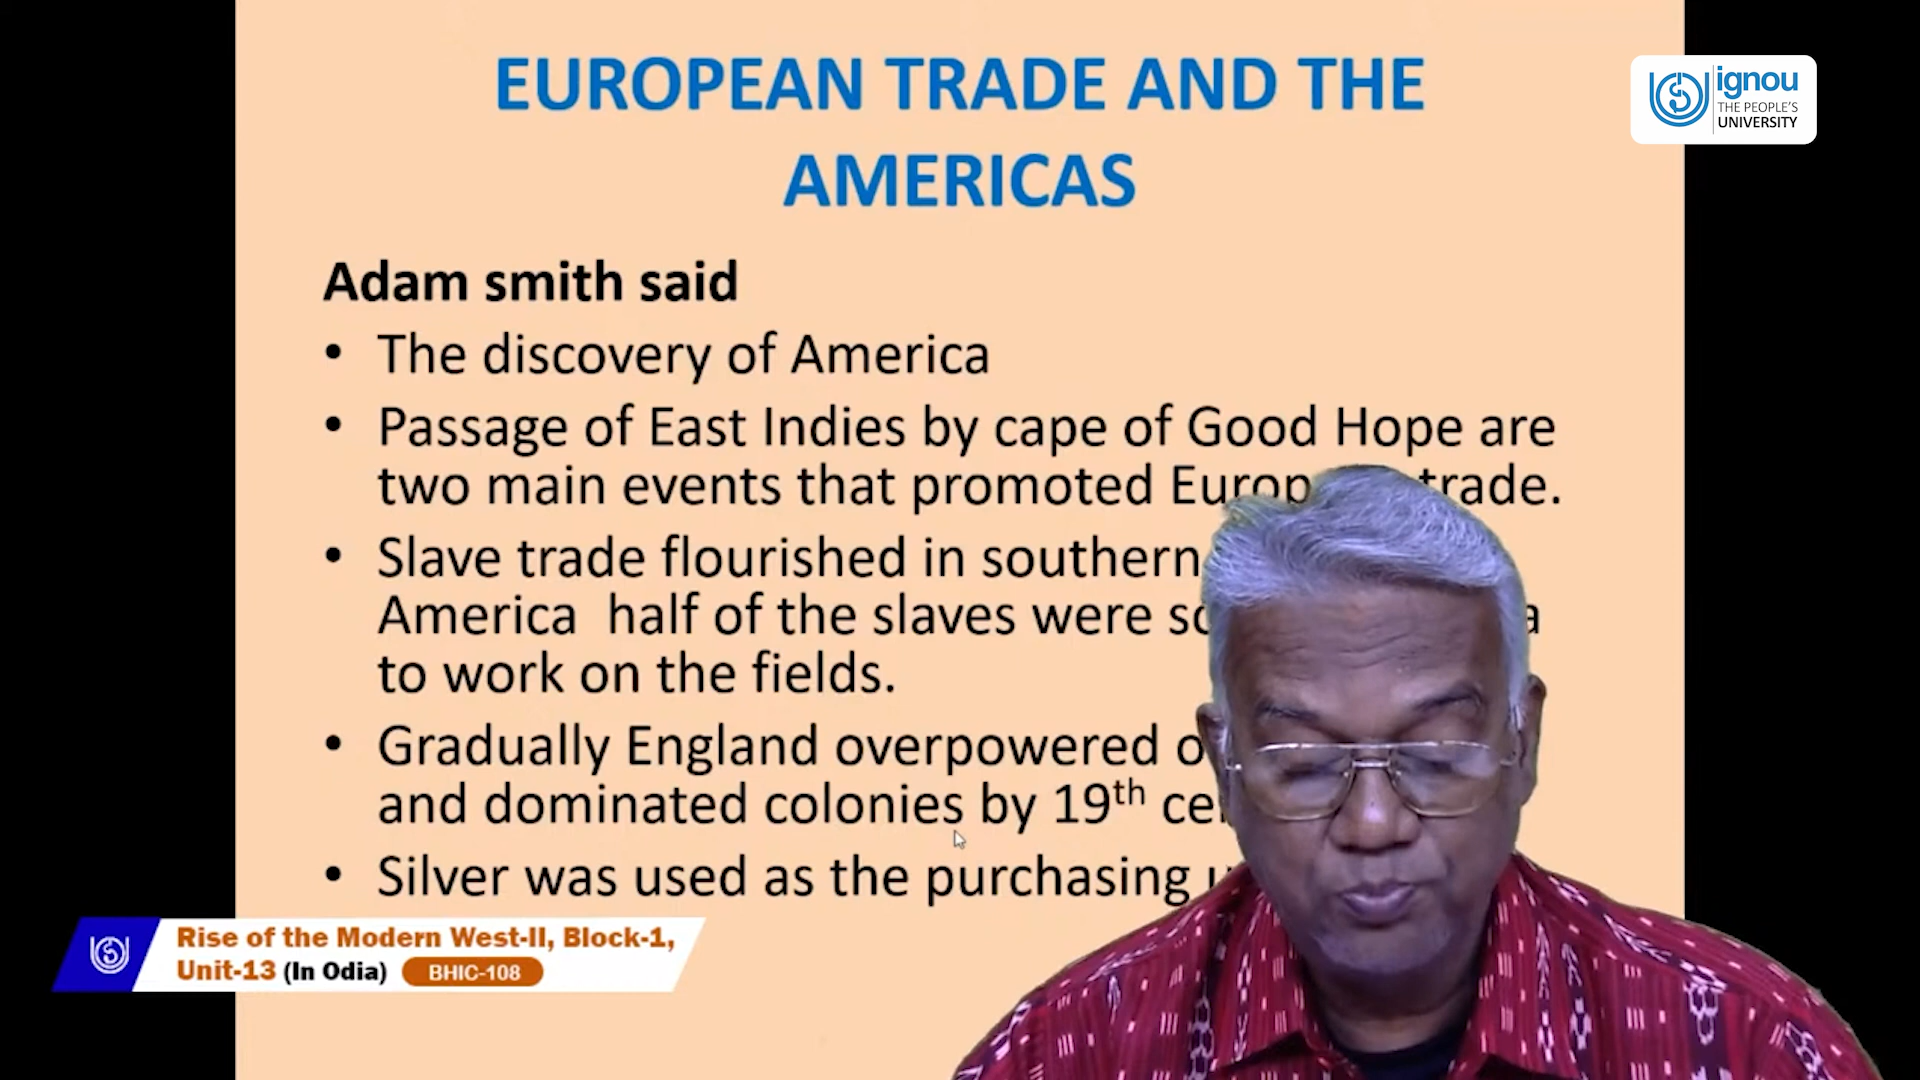 EUROPEAN TRADE AND THE
AMERICAS
ignou
THE PEOPLE'S
UNIVERSITY
Adam smith said
• The discovery of America
• Passage of East Indies by cape of Good Hope are
two main events that promoted trade.
• Slave trade flourished in southern
America half of the slaves were
to work on the fields.
• Gradually England overpowered
and dominated colonies by 19th
• Silver was used as the purchasing
Rise of the Modern West-II, Block-1,
Unit-13 (In Odia) BHIC-108